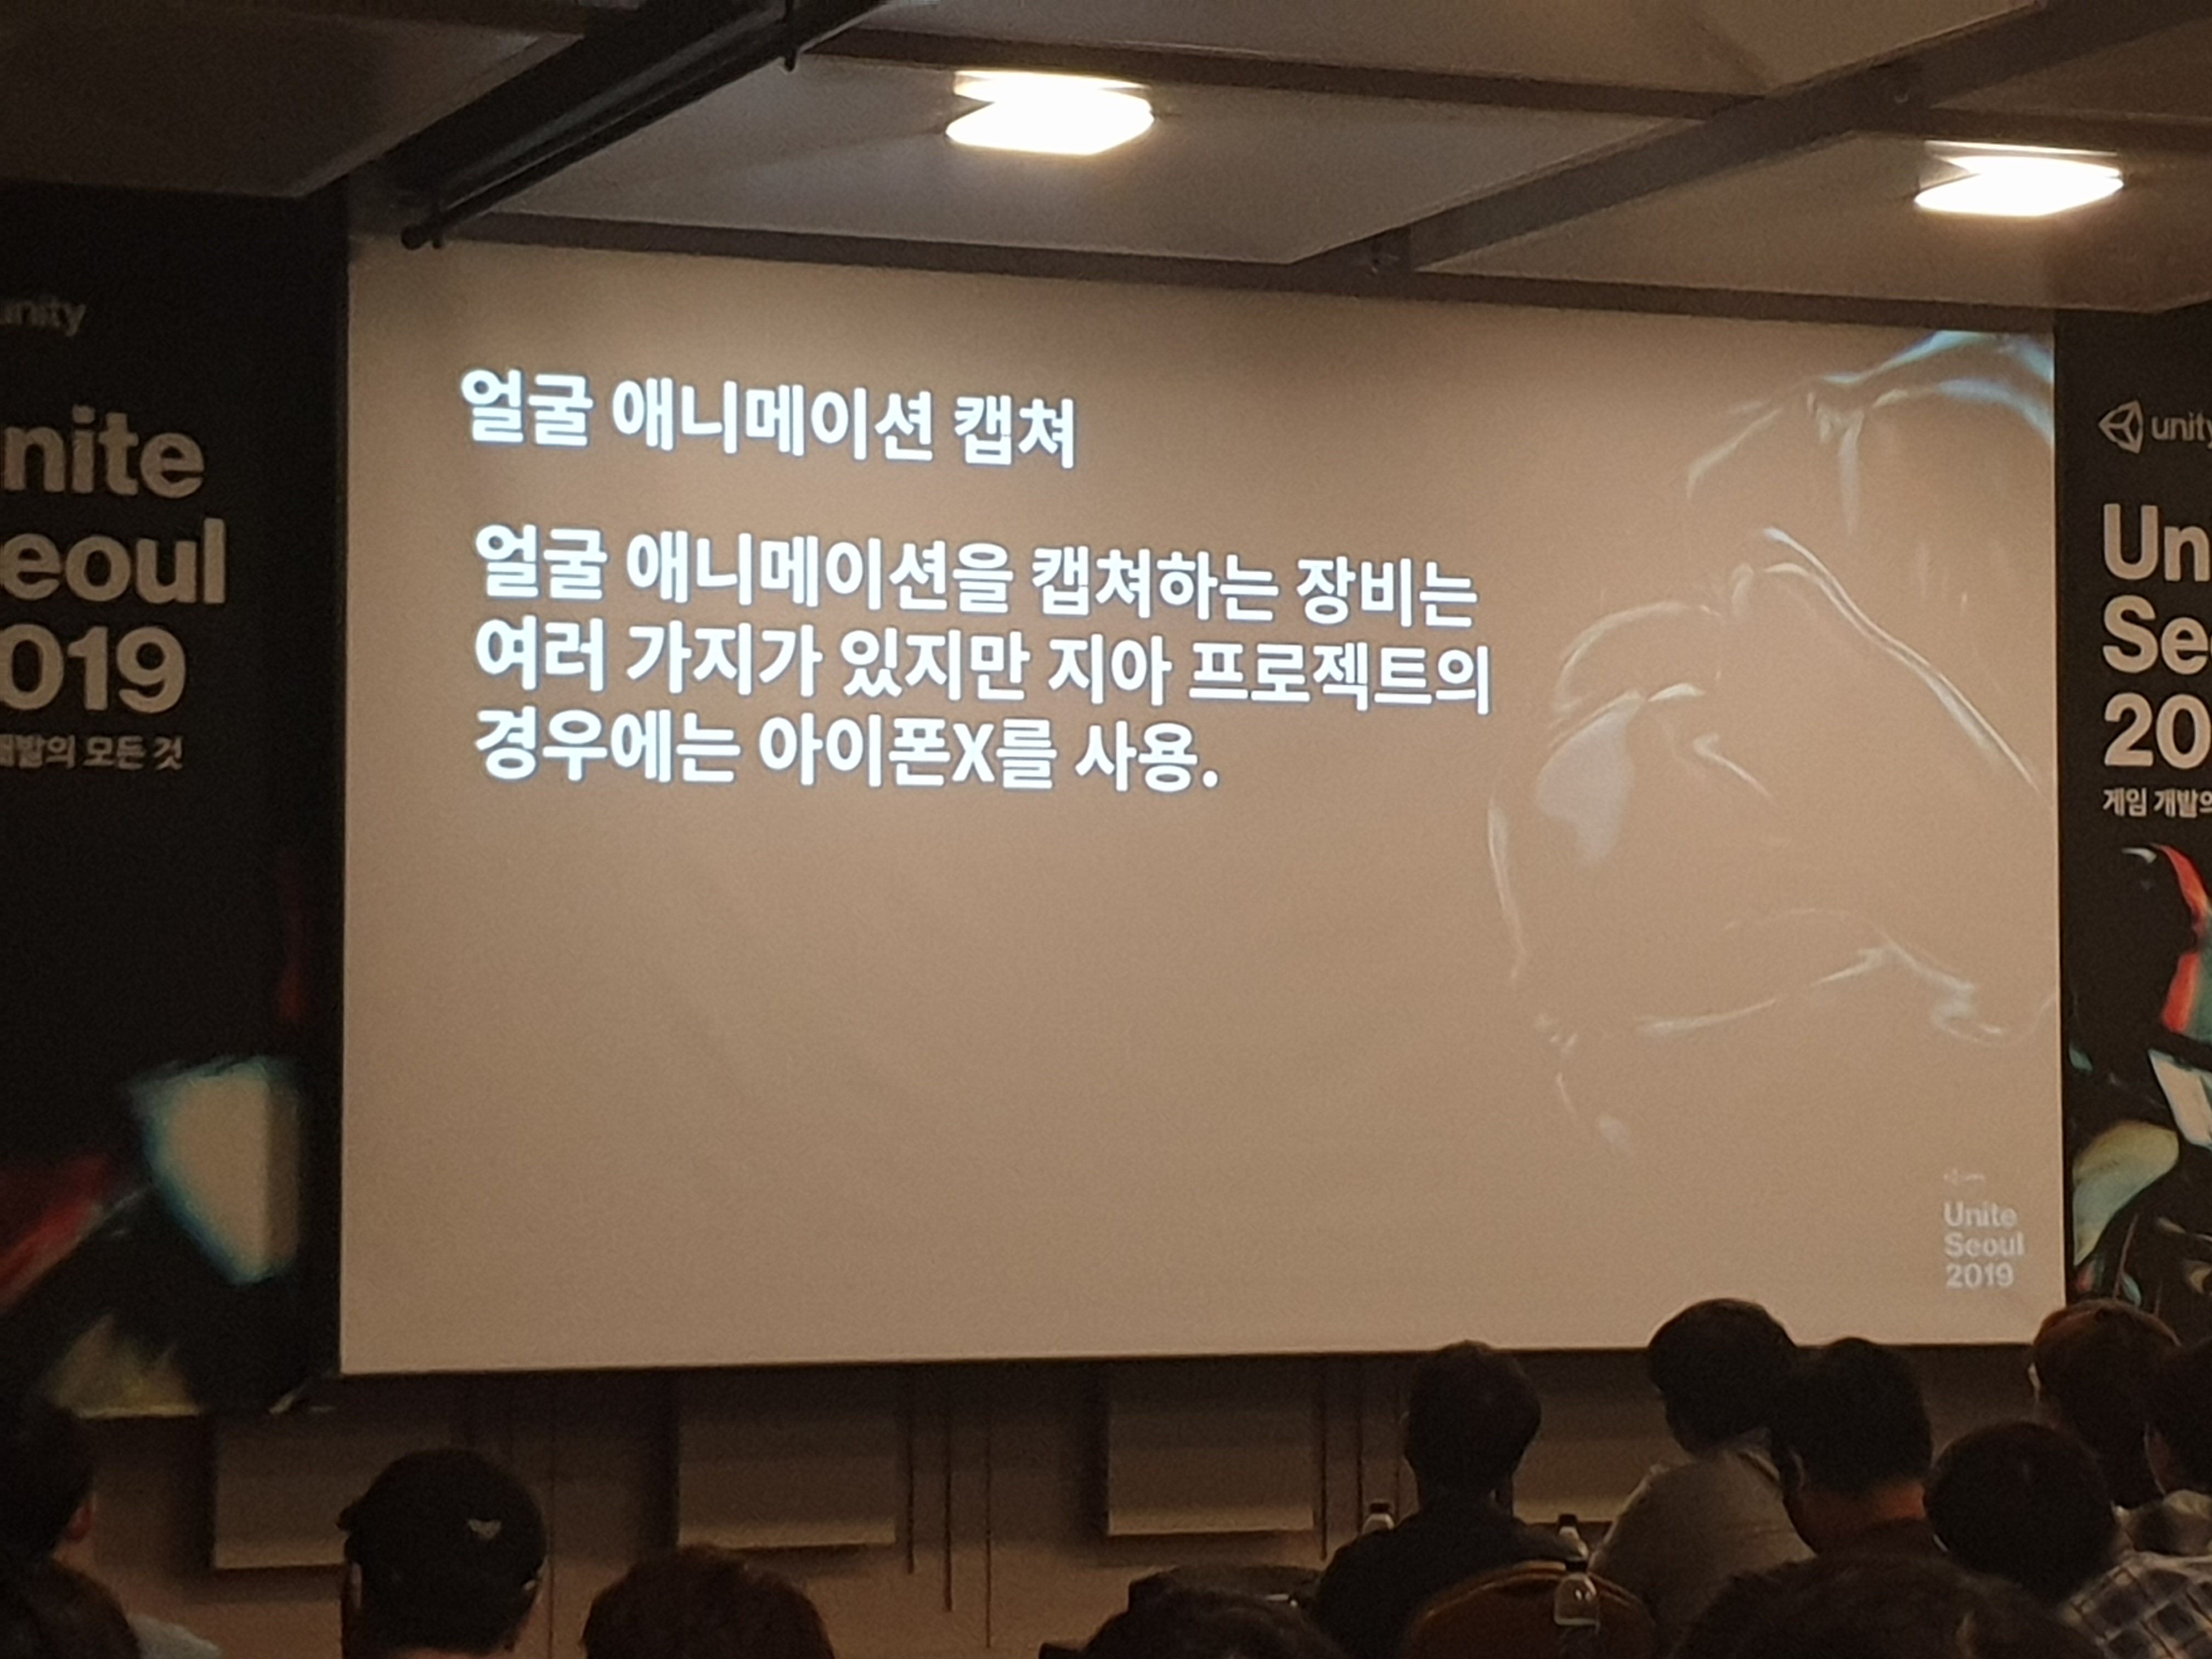 unity
nite
eoul
019
개발의 모든 것
얼굴 애니메이션 캡쳐
얼굴 애니메이션을 캡쳐하는 장비는
여러 가지가 있지만 지아 프로젝트의
경우에는 아이폰X를 사용.
Unite
Seoul
2019
unity
Un
Se
20
게임 개발의